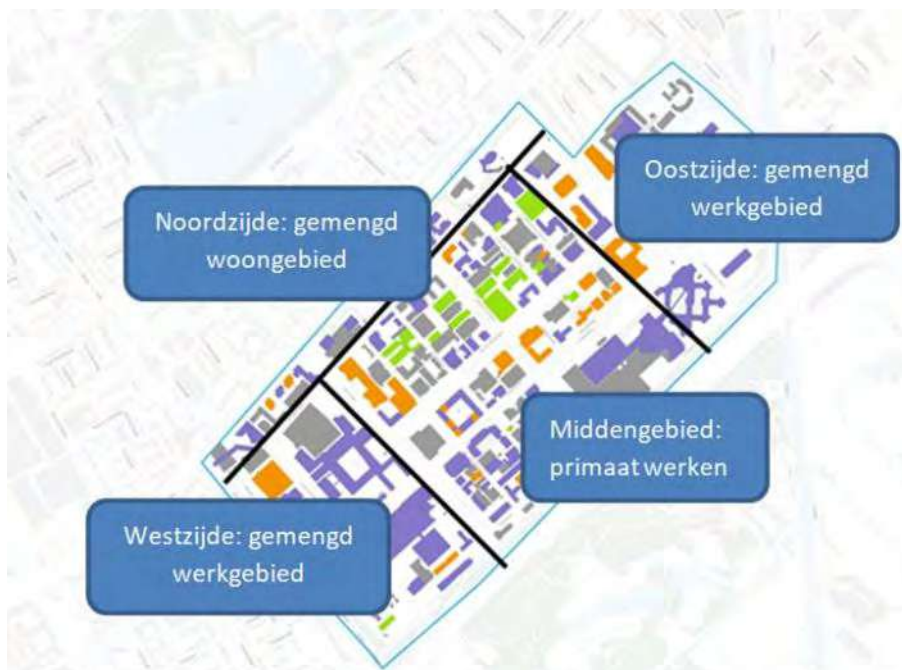 Oostzijde: gemengd
werkgebied
Noordzijde: gemengd
woongebied
Middengebied:
primaat werken
Westzijde: gemengd
werkgebied